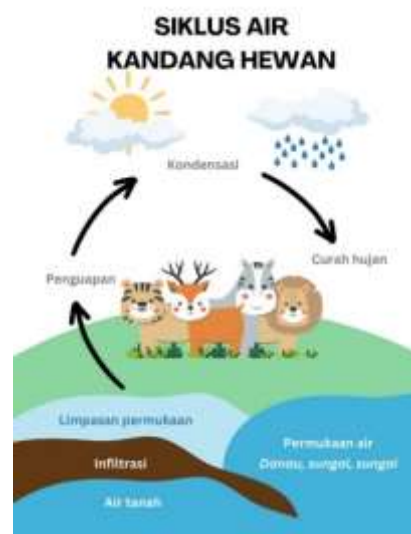 SIKLUS AIR
KANDANG HEWAN
Kondensasi
Curah hujan
Penguapan
Limpasan permukaan
Permukaan air
Danau, sungai, sungai
Infiltrasi
Air tanah